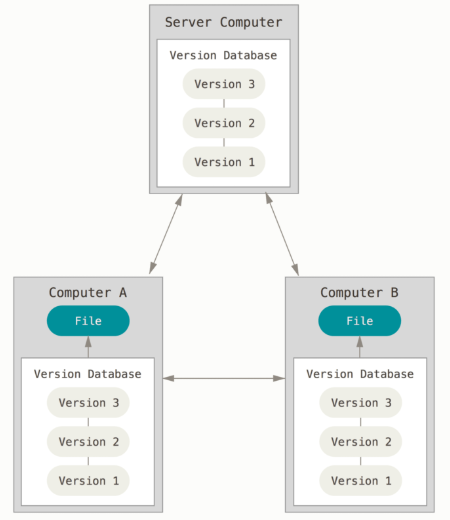 Server Computer
Version Database
Version 3
Version 2
Version 1
Computer A
File
Version Database
Version 3
Version 2
Version 1
Computer B
File
Version Database
Version 3
Version 2
Version 1